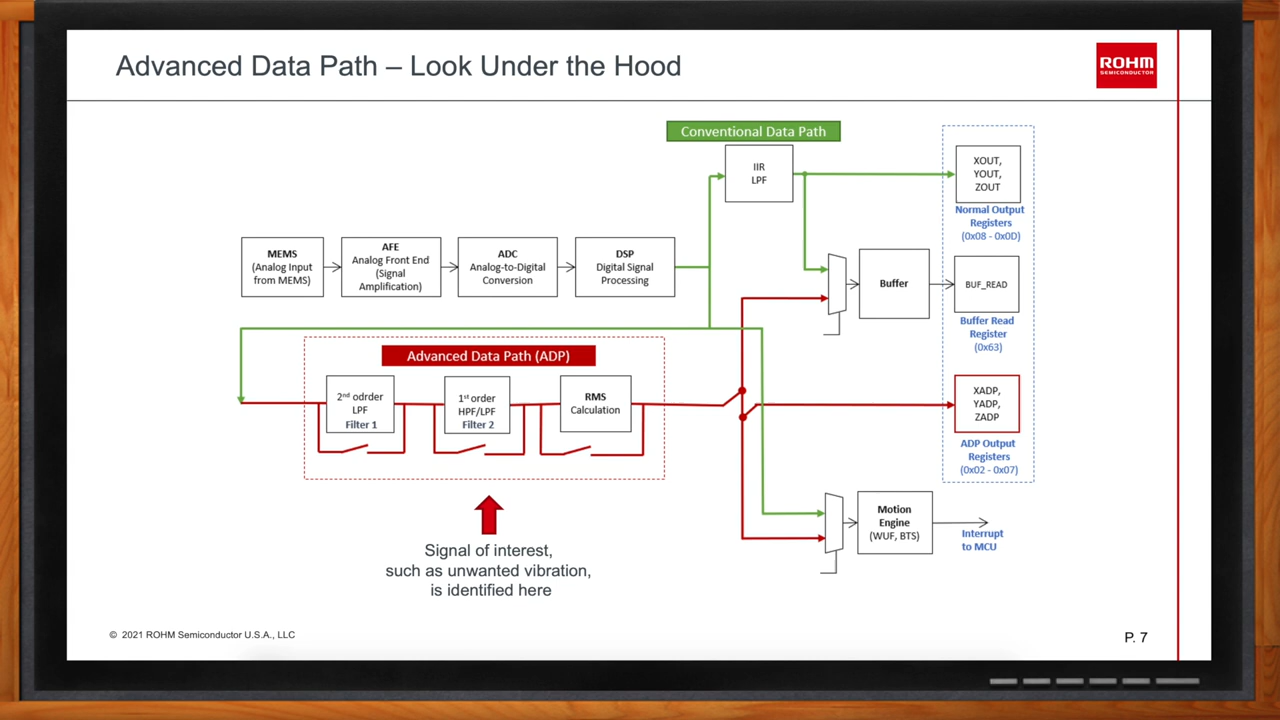 Advanced Data Path – Look Under the Hood
ROHM
SEMICONDUCTOR
Conventional Data Path
IIR
LPF
XOUT,
YOUT,
ZOUT
Normal Output
Registers
(0x08 - 0x0D)
MEMS
(Analog Input
from MEMS)
AFE
Analog Front End
(Signal
Amplification)
ADC
Analog-to-Digital
Conversion
DSP
Digital Signal
Processing
Buffer
BUF_READ
Buffer Read
Register
(0x63)
Advanced Data Path (ADP)
2nd odrder
LPF
Filter 1
1st order
HPF/LPF
Filter 2
RMS
Calculation
XADP,
YADP,
ZADP
ADP Output
Registers
(0x02 - 0x07)
Motion
Engine
(WUF, BTS)
Interrupt
to MCU
Signal of interest,
such as unwanted vibration,
is identified here
© 2021 ROHM Semiconductor U.S.A., LLC
P. 7